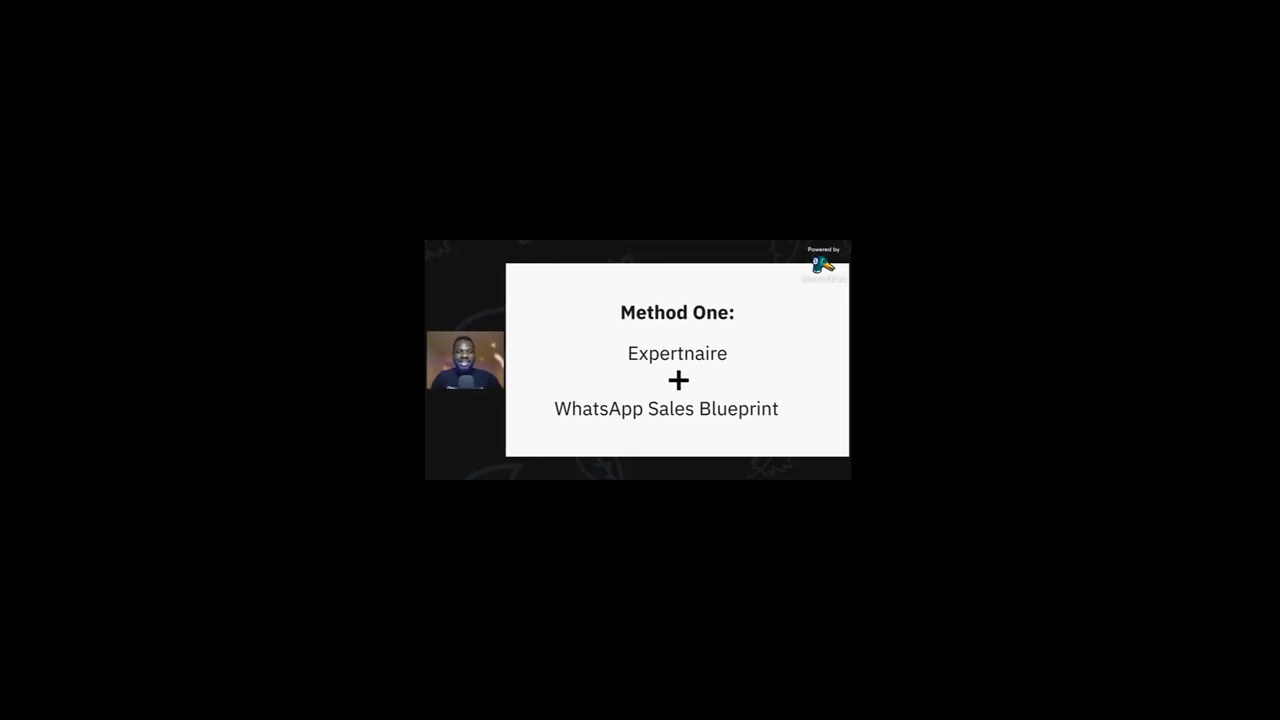 Powered by
Method One:
Expertnaire
+
WhatsApp Sales Blueprint